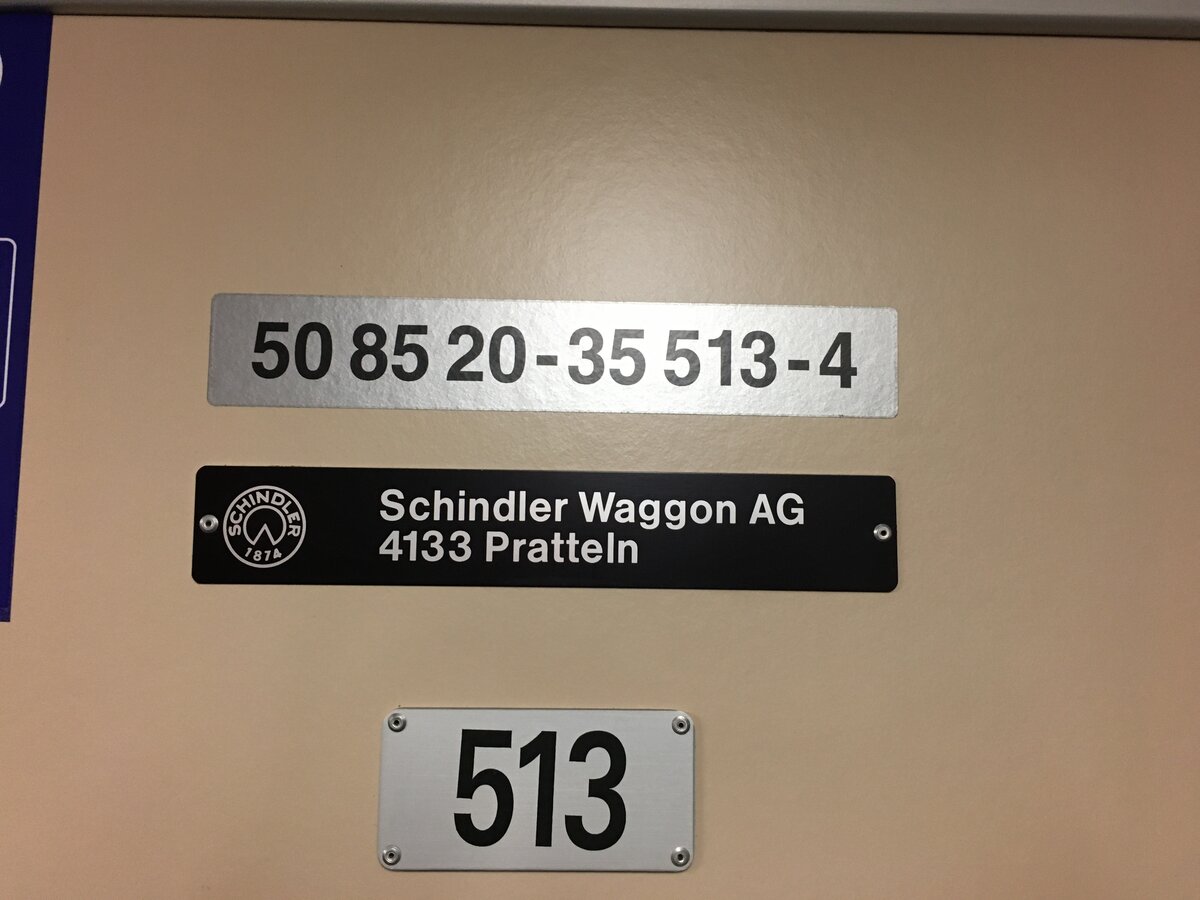 50 85 20-35 513-4
SCHINDLER
1874
Schindler Waggon AG
4133 Pratteln
513